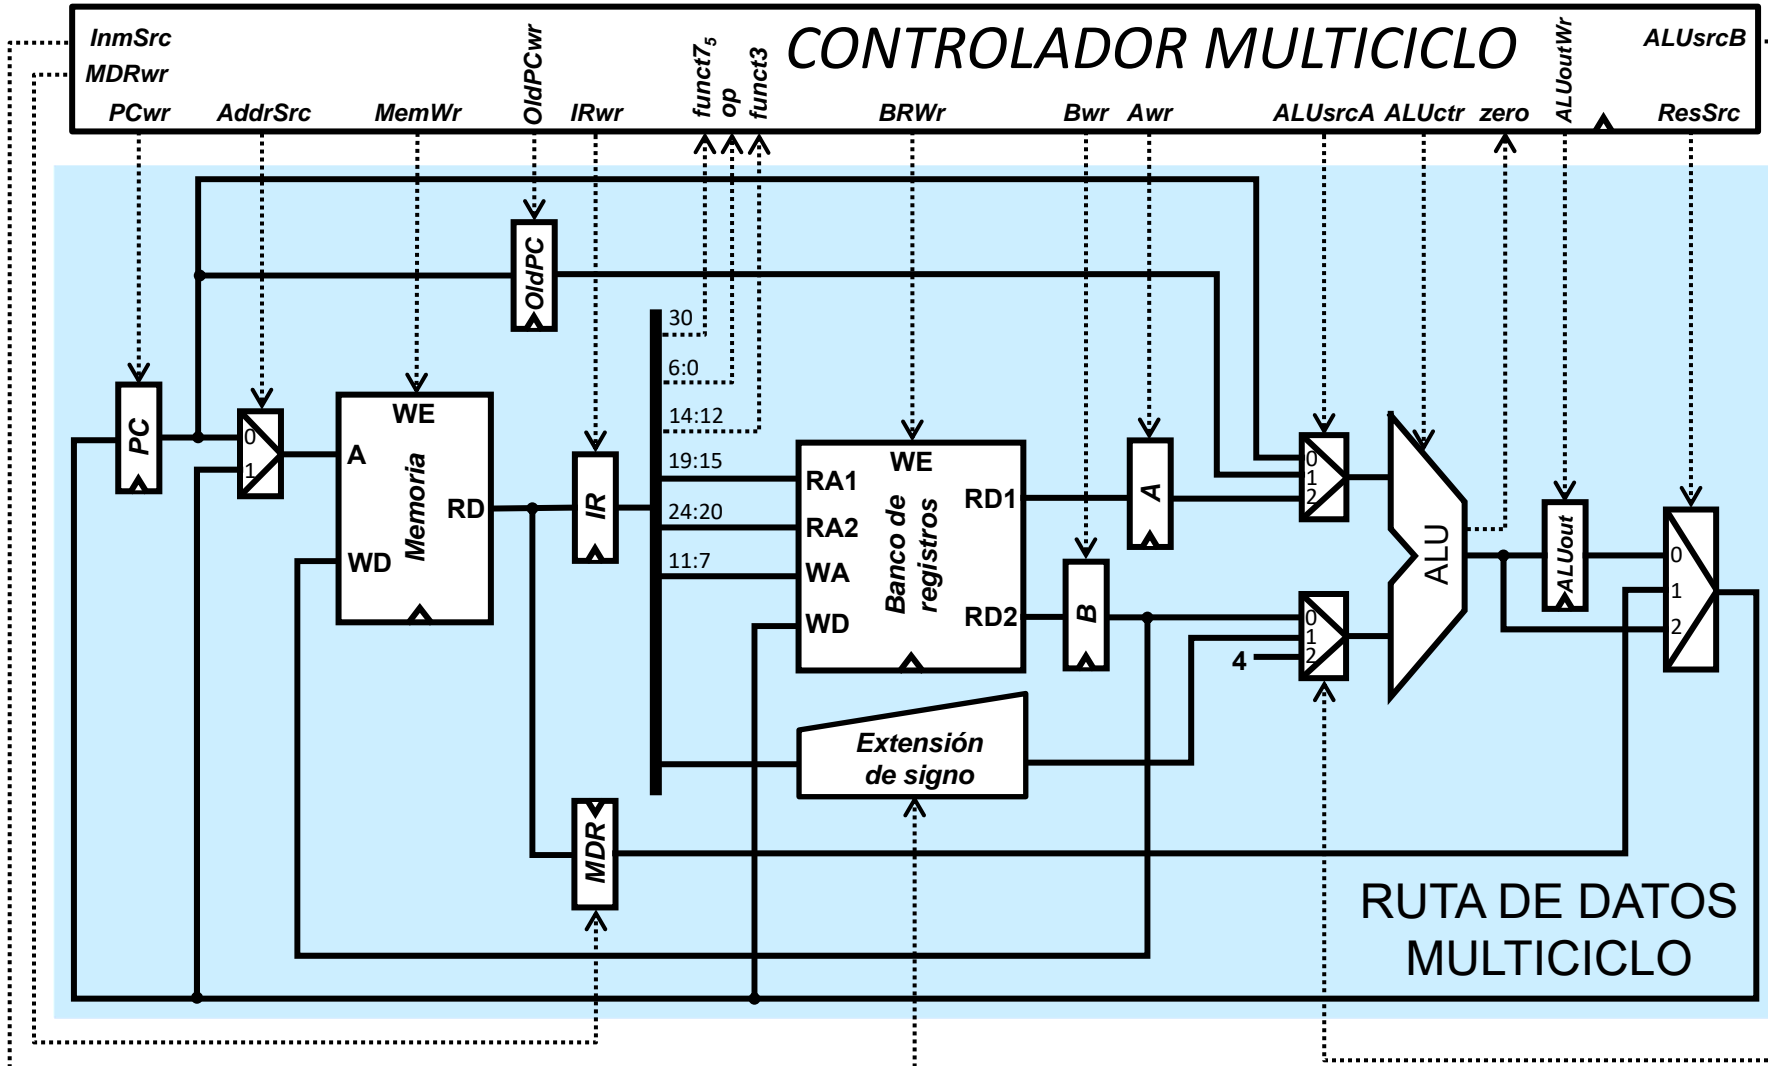 InmSrc
MDRwr
PCwr
AddrSrc
MemWr
OldPCwr
IRwr
funct7₅
op
funct3
CONTROLADOR MULTICICLO
BRWr
Bwr
Awr
ALUsrcA
ALUctr
zero
ALUoutWr
ALUsrcB
ResSrc
OldPC
30
6:0
14:12
19:15
24:20
11:7
PC
0
1
WE
A
Memoria
RD
WD
IR
WE
RA1
RA2
WA
WD
Banco de
registros
RD1
RD2
A
B
0
1
2
0
1
2
4
ALU
ALUout
0
1
2
Extensión
de signo
MDR
RUTA DE DATOS
MULTICICLO